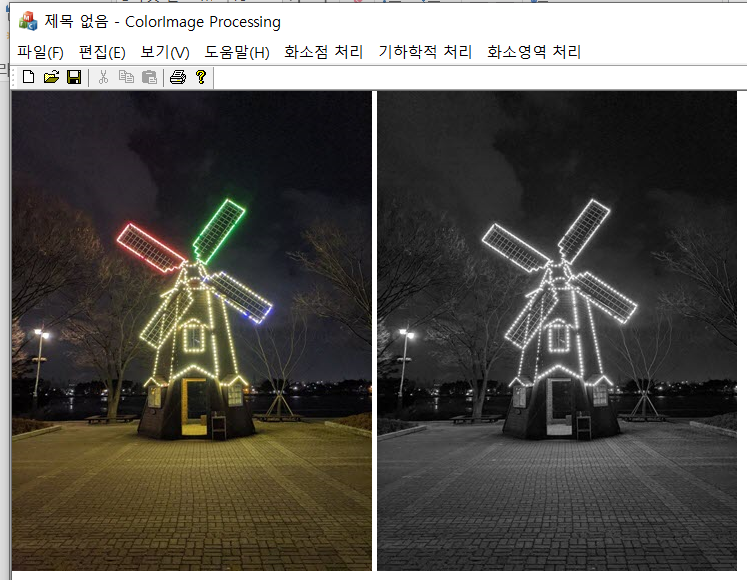 제목 없음 - ColorImage Processing
파일(F) 편집(E) 보기(V) 도움말(H) 화소점 처리 기하학적 처리 화소영역 처리